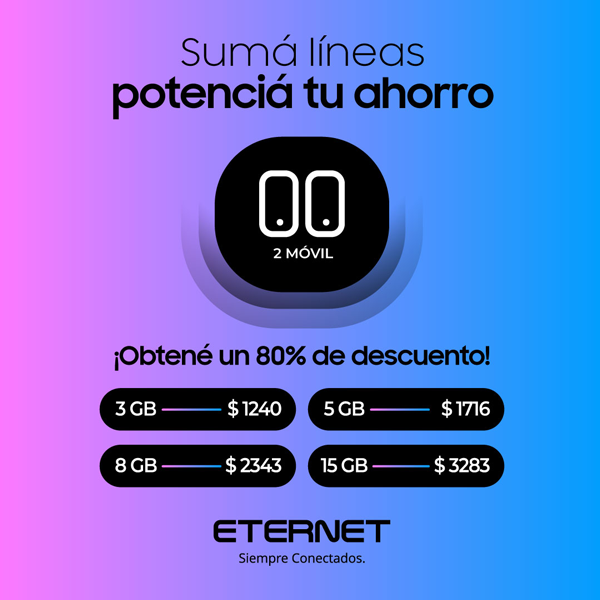 Sumá líneas
potenciá tu ahorro
2 MÓVIL
¡Obtené un 80% de descuento!
3 GB $ 1240
5 GB $ 1716
8 GB $ 2343
15 GB $ 3283
ETERNET
Siempre Conectados.